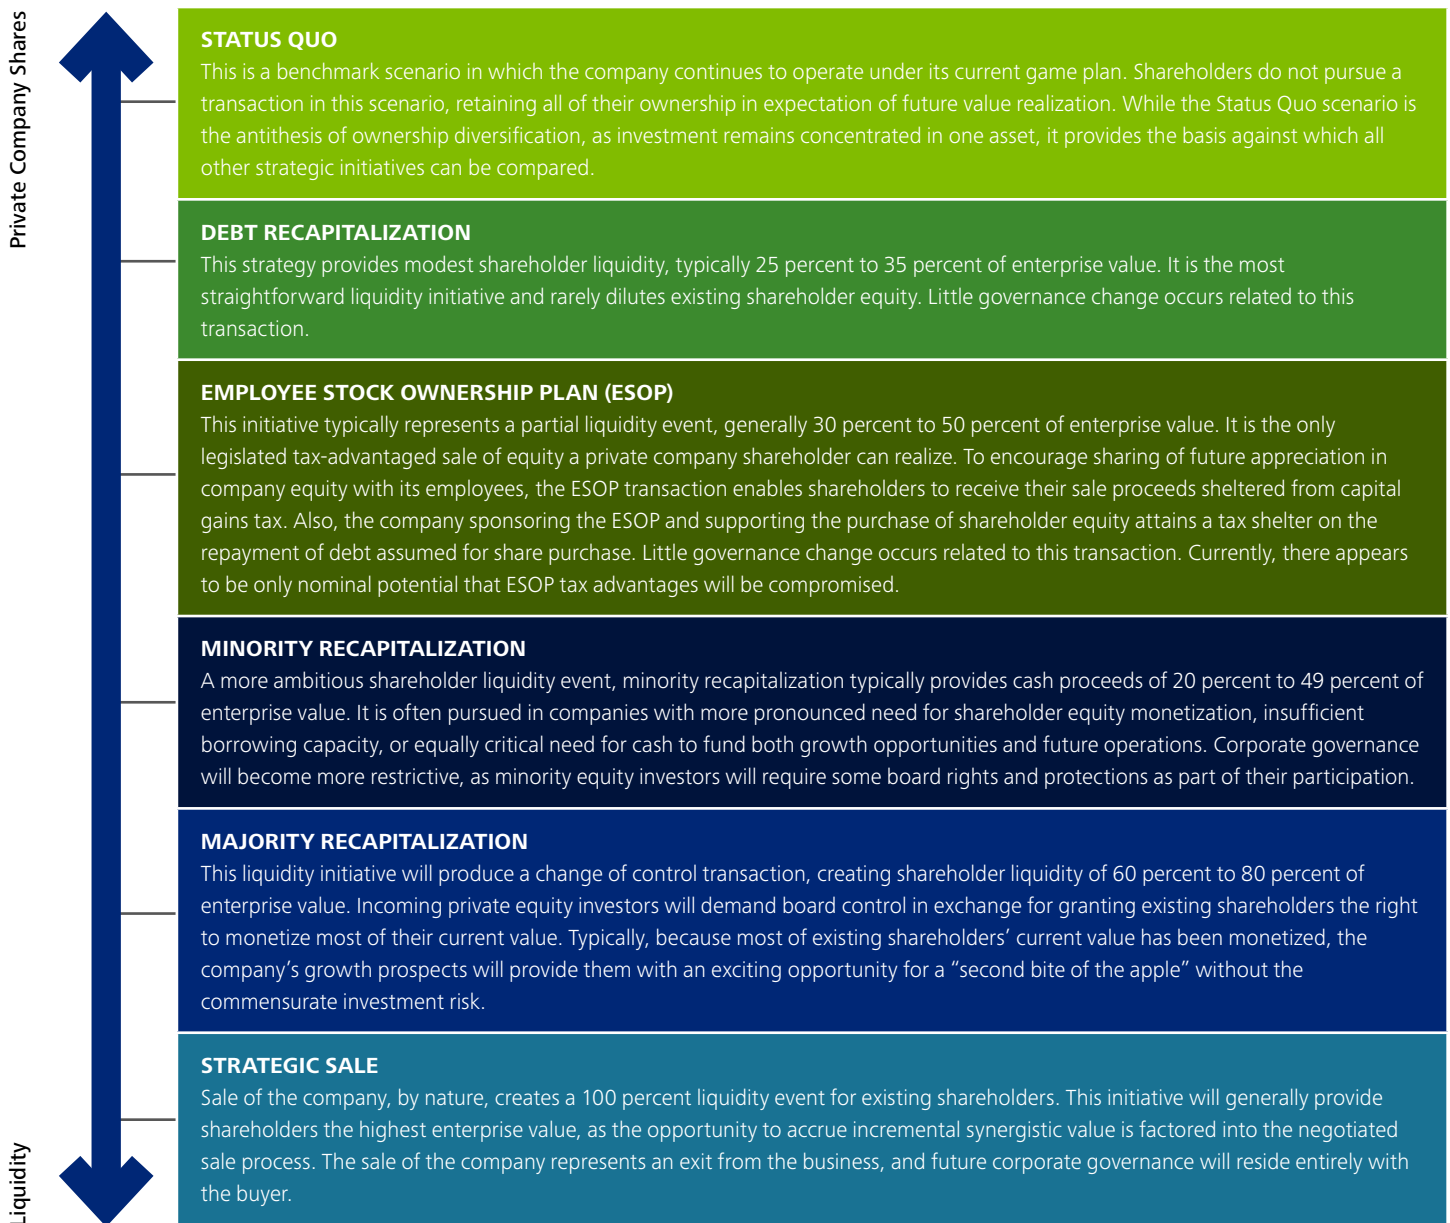 Private Company Shares
STATUS QUO
This is a benchmark scenario in which the company continues to operate under its current game plan. Shareholders do not pursue a
transaction in this scenario, retaining all of their ownership in expectation of future value realization. While the Status Quo scenario is
the antithesis of ownership diversification, as investment remains concentrated in one asset, it provides the basis against which all
other strategic initiatives can be compared.
DEBT RECAPITALIZATION
This strategy provides modest shareholder liquidity, typically 25 percent to 35 percent of enterprise value. It is the most
straightforward liquidity initiative and rarely dilutes existing shareholder equity. Little governance change occurs related to this
transaction.
EMPLOYEE STOCK OWNERSHIP PLAN (ESOP)
This initiative typically represents a partial liquidity event, generally 30 percent to 50 percent of enterprise value. It is the only
legislated tax-advantaged sale of equity a private company shareholder can realize. To encourage sharing of future appreciation in
company equity with its employees, the ESOP transaction enables shareholders to receive their sale proceeds sheltered from capital
gains tax. Also, the company sponsoring the ESOP and supporting the purchase of shareholder equity attains a tax shelter on the
repayment of debt assumed for share purchase. Little governance change occurs related to this transaction. Currently, there appears
to be only nominal potential that ESOP tax advantages will be compromised.
MINORITY RECAPITALIZATION
A more ambitious shareholder liquidity event, minority recapitalization typically provides cash proceeds of 20 percent to 49 percent of
enterprise value. It is often pursued in companies with more pronounced need for shareholder equity monetization, insufficient
borrowing capacity, or equally critical need for cash to fund both growth opportunities and future operations. Corporate governance
will become more restrictive, as minority equity investors will require some board rights and protections as part of their participation.
MAJORITY RECAPITALIZATION
This liquidity initiative will produce a change of control transaction, creating shareholder liquidity of 60 percent to 80 percent of
enterprise value. Incoming private equity investors will demand board control in exchange for granting existing shareholders the right
to monetize most of their current value. Typically, because most of existing shareholders’ current value has been monetized, the
company’s growth prospects will provide them with an exciting opportunity for a “second bite of the apple” without the
commensurate investment risk.
STRATEGIC SALE
Sale of the company, by nature, creates a 100 percent liquidity event for existing shareholders. This initiative will generally provide
shareholders the highest enterprise value, as the opportunity to accrue incremental synergistic value is factored into the negotiated
sale process. The sale of the company represents an exit from the business, and future corporate governance will reside entirely with
the buyer.
Liquidity